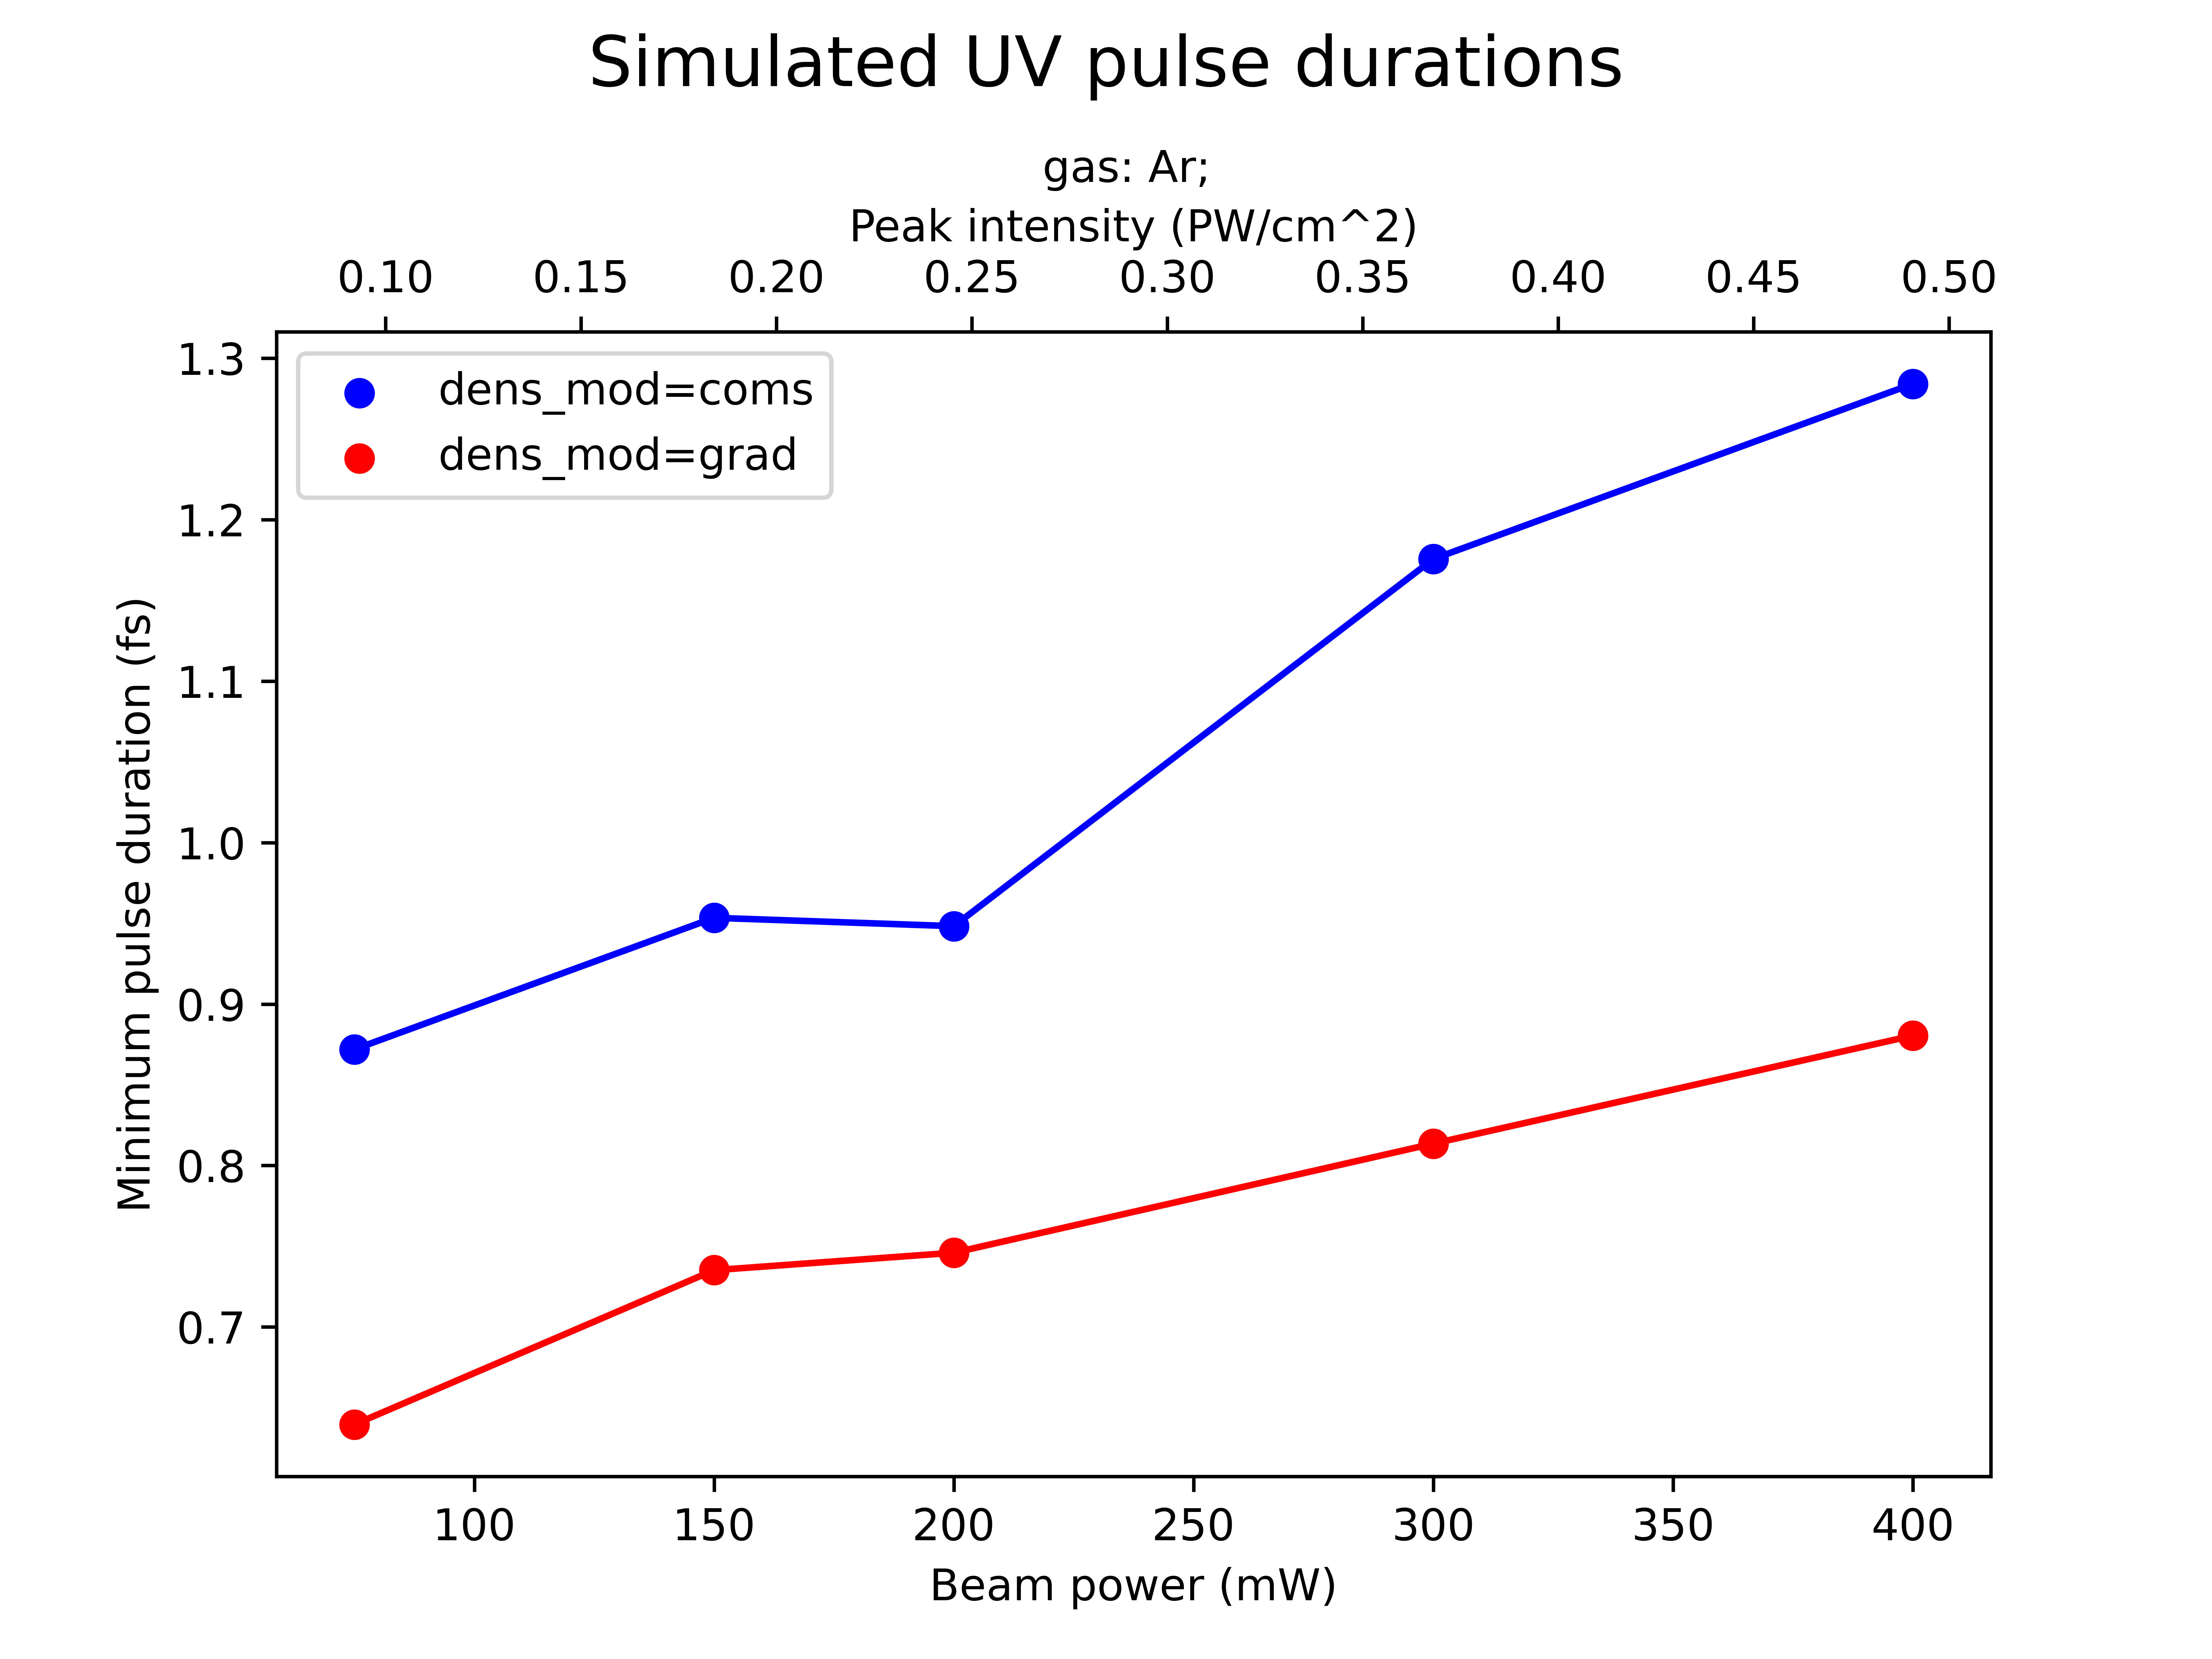 Simulated UV pulse durations
gas: Ar;
Peak intensity (PW/cm^2)
0.10 0.15 0.20 0.25 0.30 0.35 0.40 0.45 0.50
dens_mod=coms
dens_mod=grad
Minimum pulse duration (fs)
1.3
1.2
1.1
1.0
0.9
0.8
0.7
100 150 200 250 300 350 400
Beam power (mW)